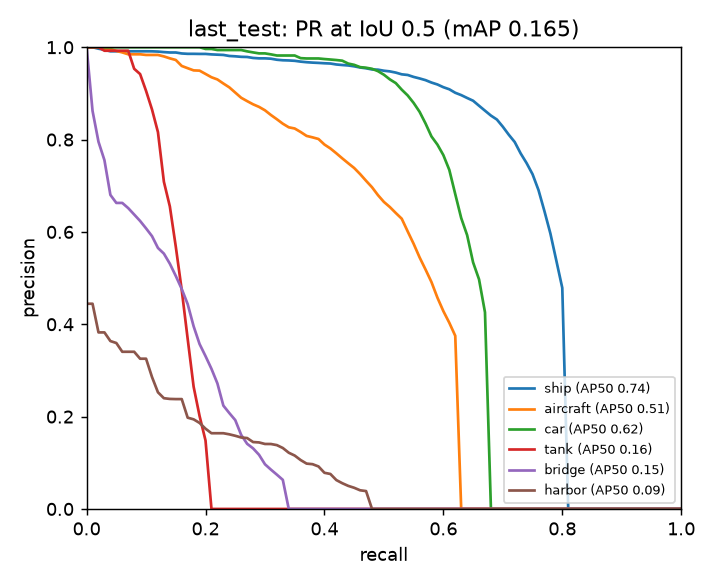 last_test: PR at IoU 0.5 (mAP 0.165)
precision
1.0
0.8
0.6
0.4
0.2
0.0
ship (AP50 0.74)
aircraft (AP50 0.51)
car (AP50 0.62)
tank (AP50 0.16)
bridge (AP50 0.15)
harbor (AP50 0.09)
0.0 0.2 0.4 0.6 0.8 1.0
recall